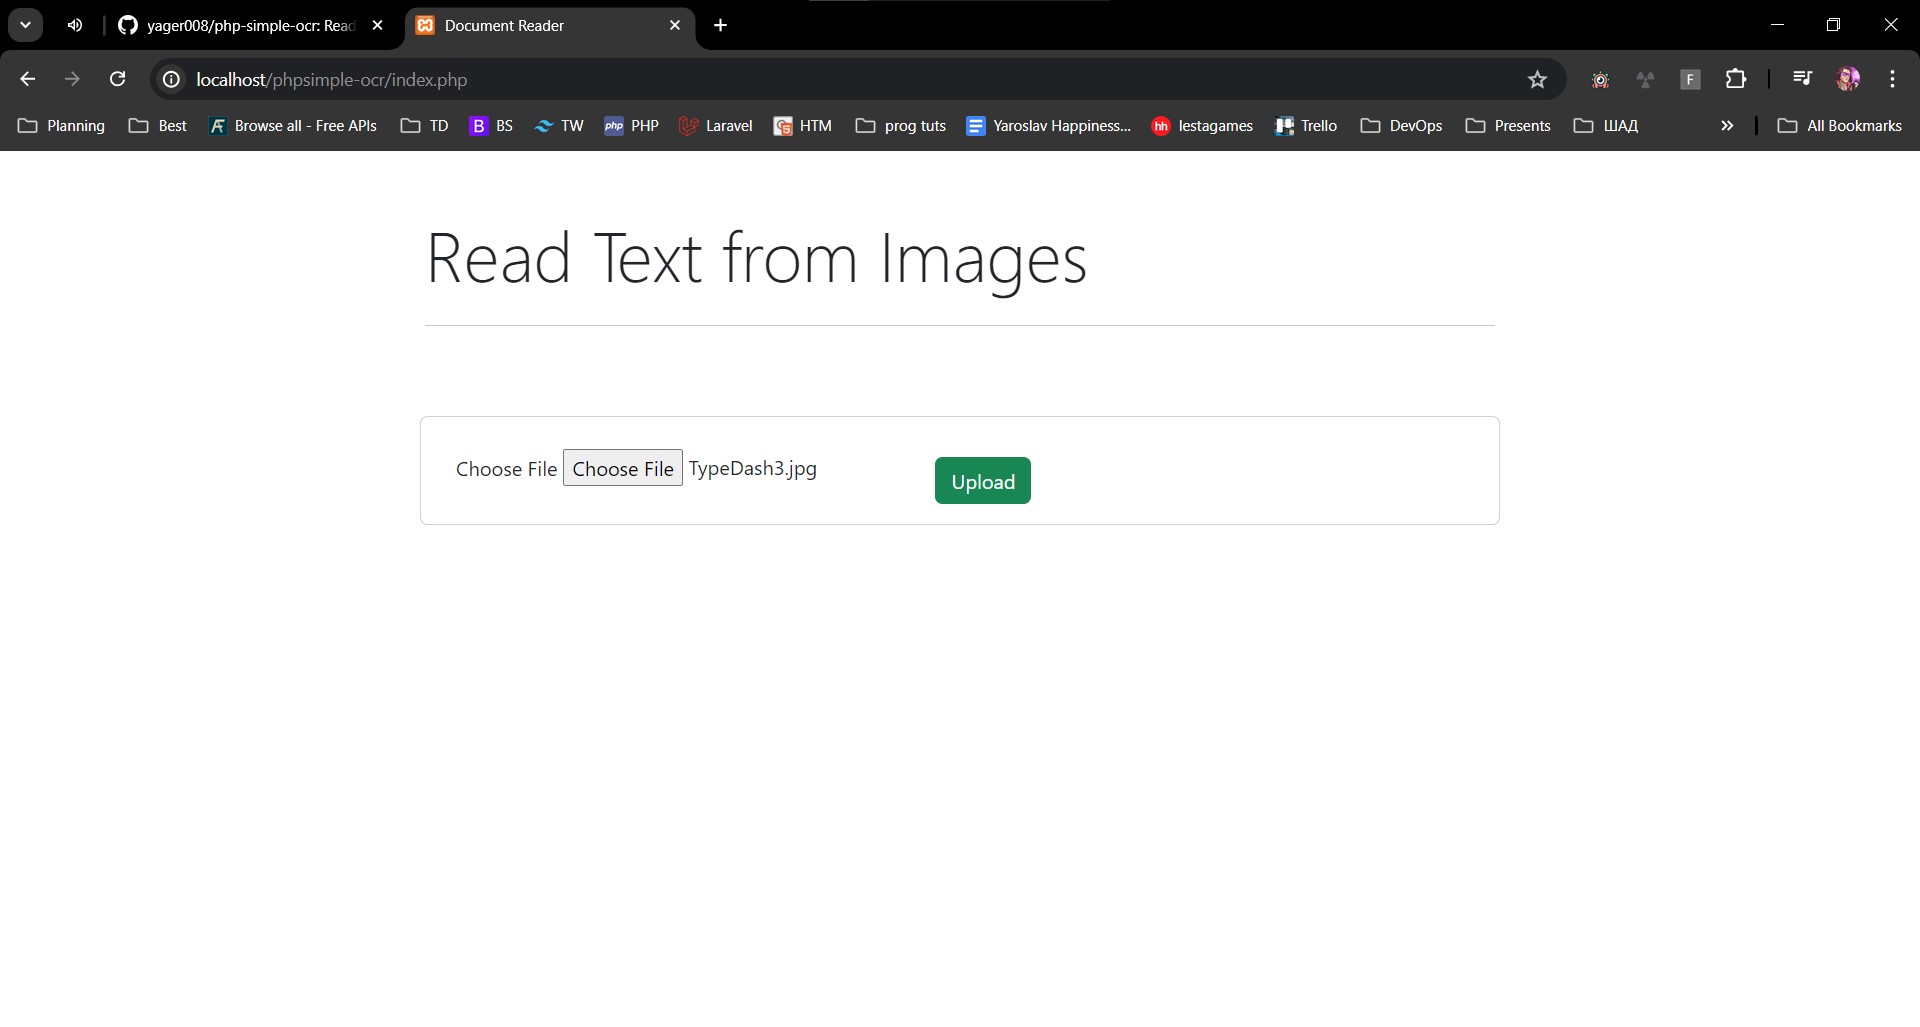 yager008/php-simple-ocr: Read
Document Reader
localhost/phpsimple-ocr/index.php
F
Planning
Best
Browse all - Free APIs
TD
B BS
TW
php PHP
Laravel
HTM
prog tuts
Yaroslav Happiness...
hh lestagames
Trello
DevOps
Presents
ШАД
All Bookmarks
Read Text from Images
Choose File Choose File TypeDash3.jpg
Upload